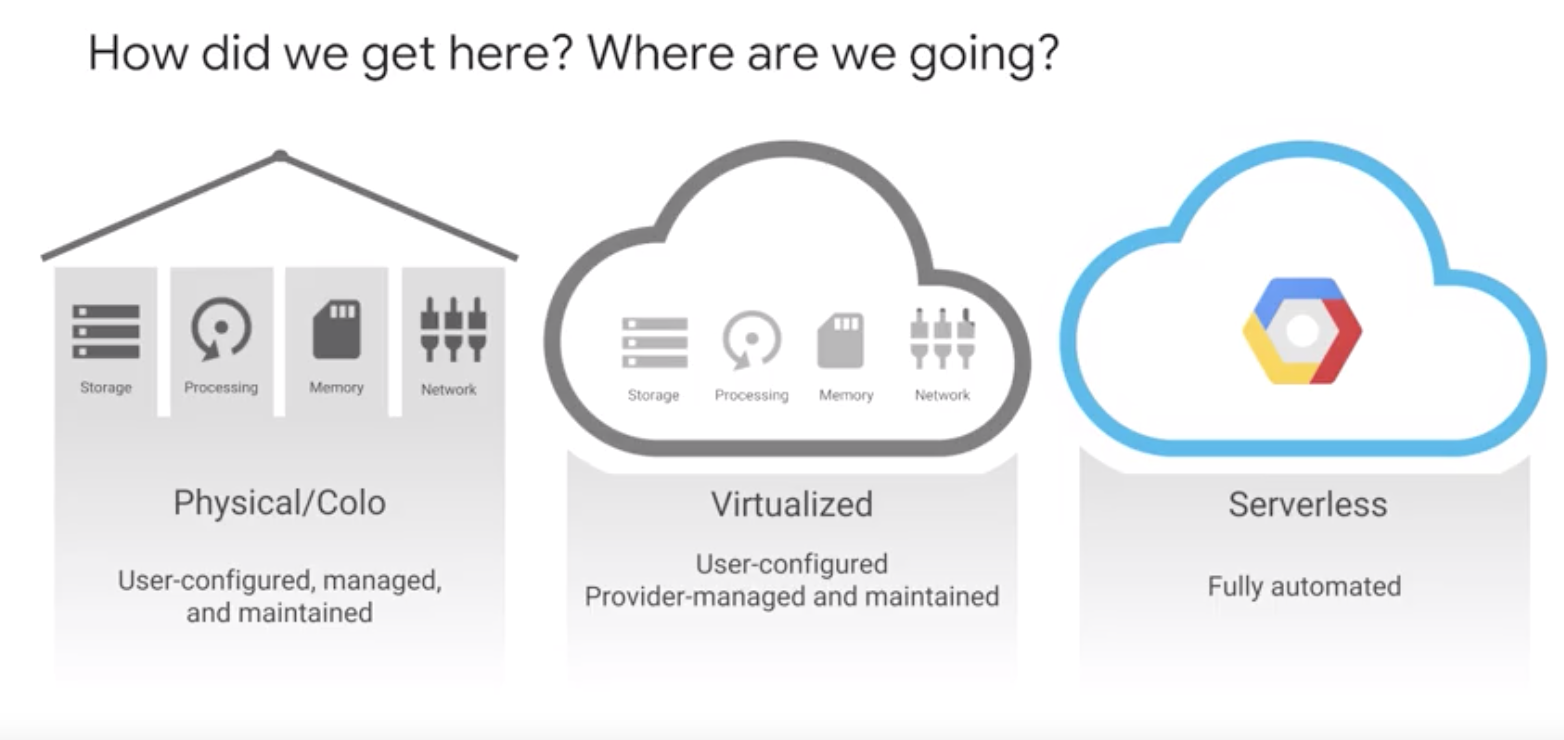 How did we get here? Where are we going?
Storage
Processing
Memory
Network
Physical/Colo
User-configured, managed,
and maintained
Storage
Processing
Memory
Network
Virtualized
User-configured
Provider-managed and maintained
Serverless
Fully automated